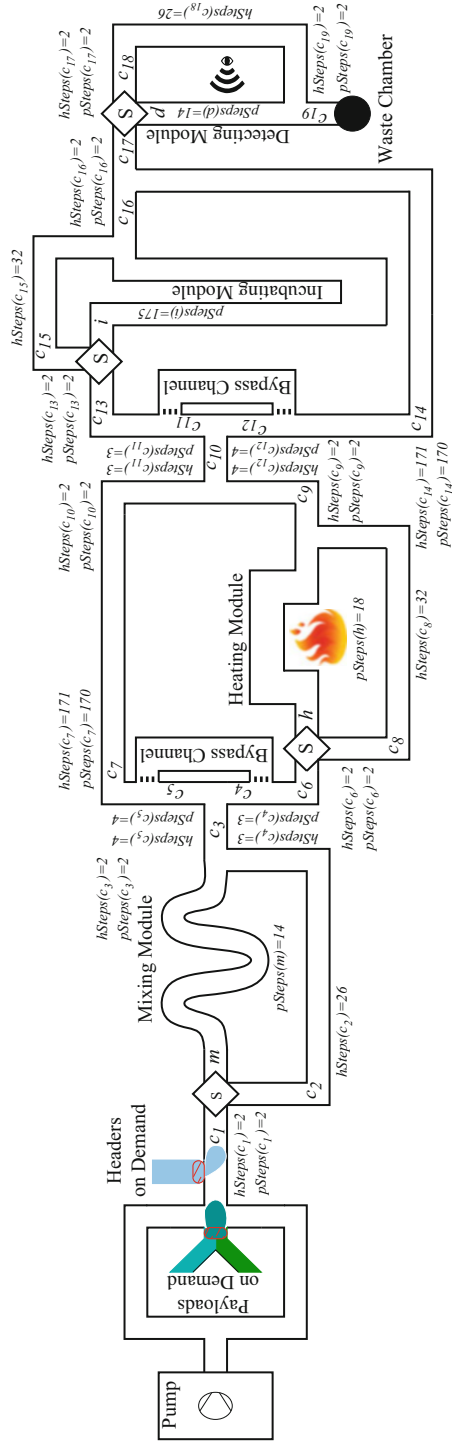 Pump
Payloads
on Demand
Headers
on Demand
c₁
hSteps(c₁)=2
pSteps(c₁)=2
s
m
Mixing Module
pSteps(m)=14
c₂
hSteps(c₂)=26
hSteps(c₃)=2
pSteps(c₃)=2
c₃
hSteps(c₅)=4
pSteps(c₅)=4
hSteps(c₄)=3
pSteps(c₄)=3
hSteps(c₇)=171
pSteps(c₇)=170
c₇
Bypass Channel
c₅
c₄
c₆
S
h
Heating Module
pSteps(h)=18
hSteps(c₆)=2
pSteps(c₆)=2
c₈
hSteps(c₈)=32
c₉
hSteps(c₉)=2
pSteps(c₉)=2
hSteps(c₁₀)=2
pSteps(c₁₀)=2
c₁₀
hSteps(c₁₁)=3
pSteps(c₁₁)=3
hSteps(c₁₂)=4
pSteps(c₁₂)=4
hSteps(c₁₃)=2
pSteps(c₁₃)=2
c₁₃
S
i
c₁₅
hSteps(c₁₅)=32
Bypass Channel
c₁₁
c₁₂
c₁₄
hSteps(c₁₄)=171
pSteps(c₁₄)=170
pSteps(i)=175
Incubating Module
c₁₆
hSteps(c₁₆)=2
pSteps(c₁₆)=2
c₁₇
hSteps(c₁₇)=2
pSteps(c₁₇)=2
S
d
c₁₈
hSteps(c₁₈)=26
Detecting Module
pSteps(d)=14
c₁₉
hSteps(c₁₉)=2
pSteps(c₁₉)=2
Waste Chamber